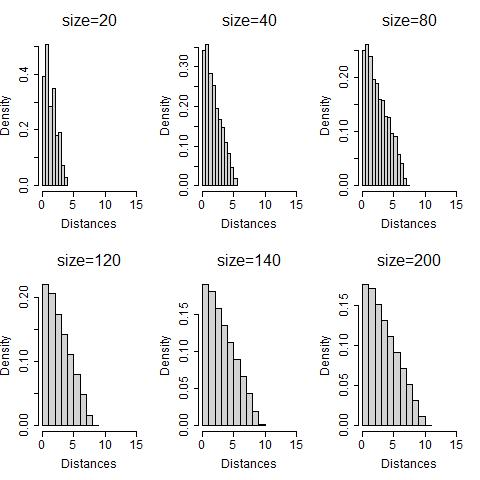 size=20
size=40
size=80
Density
0.0 0.2 0.4
0 5 10 15
Distances
Density
0.00 0.10 0.20 0.30
0 5 10 15
Distances
Density
0.00 0.10 0.20
0 5 10 15
Distances
size=120
size=140
size=200
Density
0.00 0.10 0.20
0 5 10 15
Distances
Density
0.00 0.05 0.10 0.15
0 5 10 15
Distances
Density
0.00 0.05 0.10 0.15
0 5 10 15
Distances